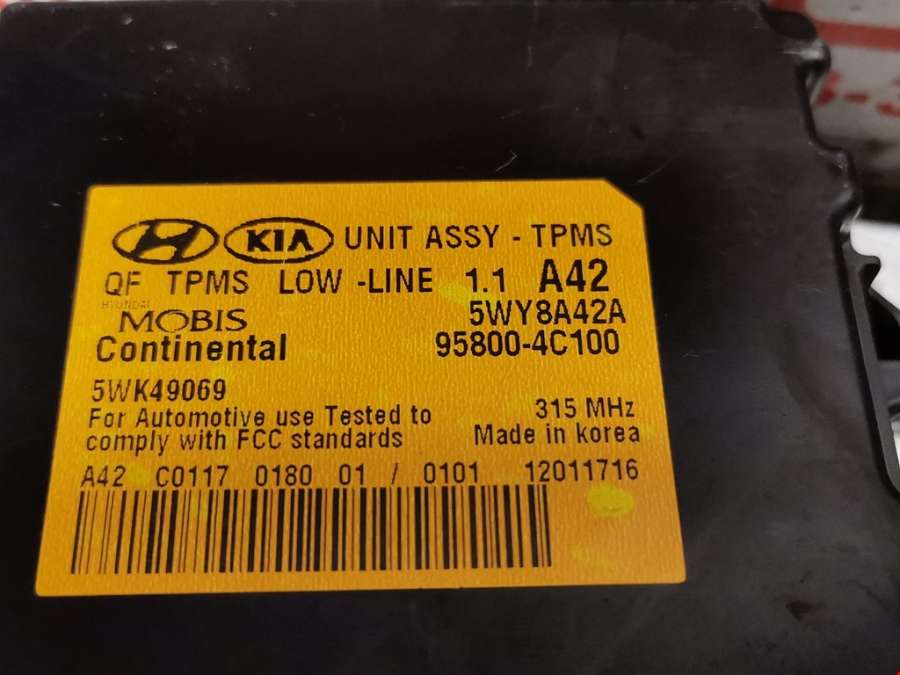 KIA UNIT ASSY - TPMS
QF TPMS LOW -LINE 1.1 A42
HYUNDAI
MOBIS 5WY8A42A
Continental 95800-4C100
5WK49069
For Automotive use Tested to 315 MHz
comply with FCC standards Made in korea
A42 C0117 0180 01 / 0101 12011716